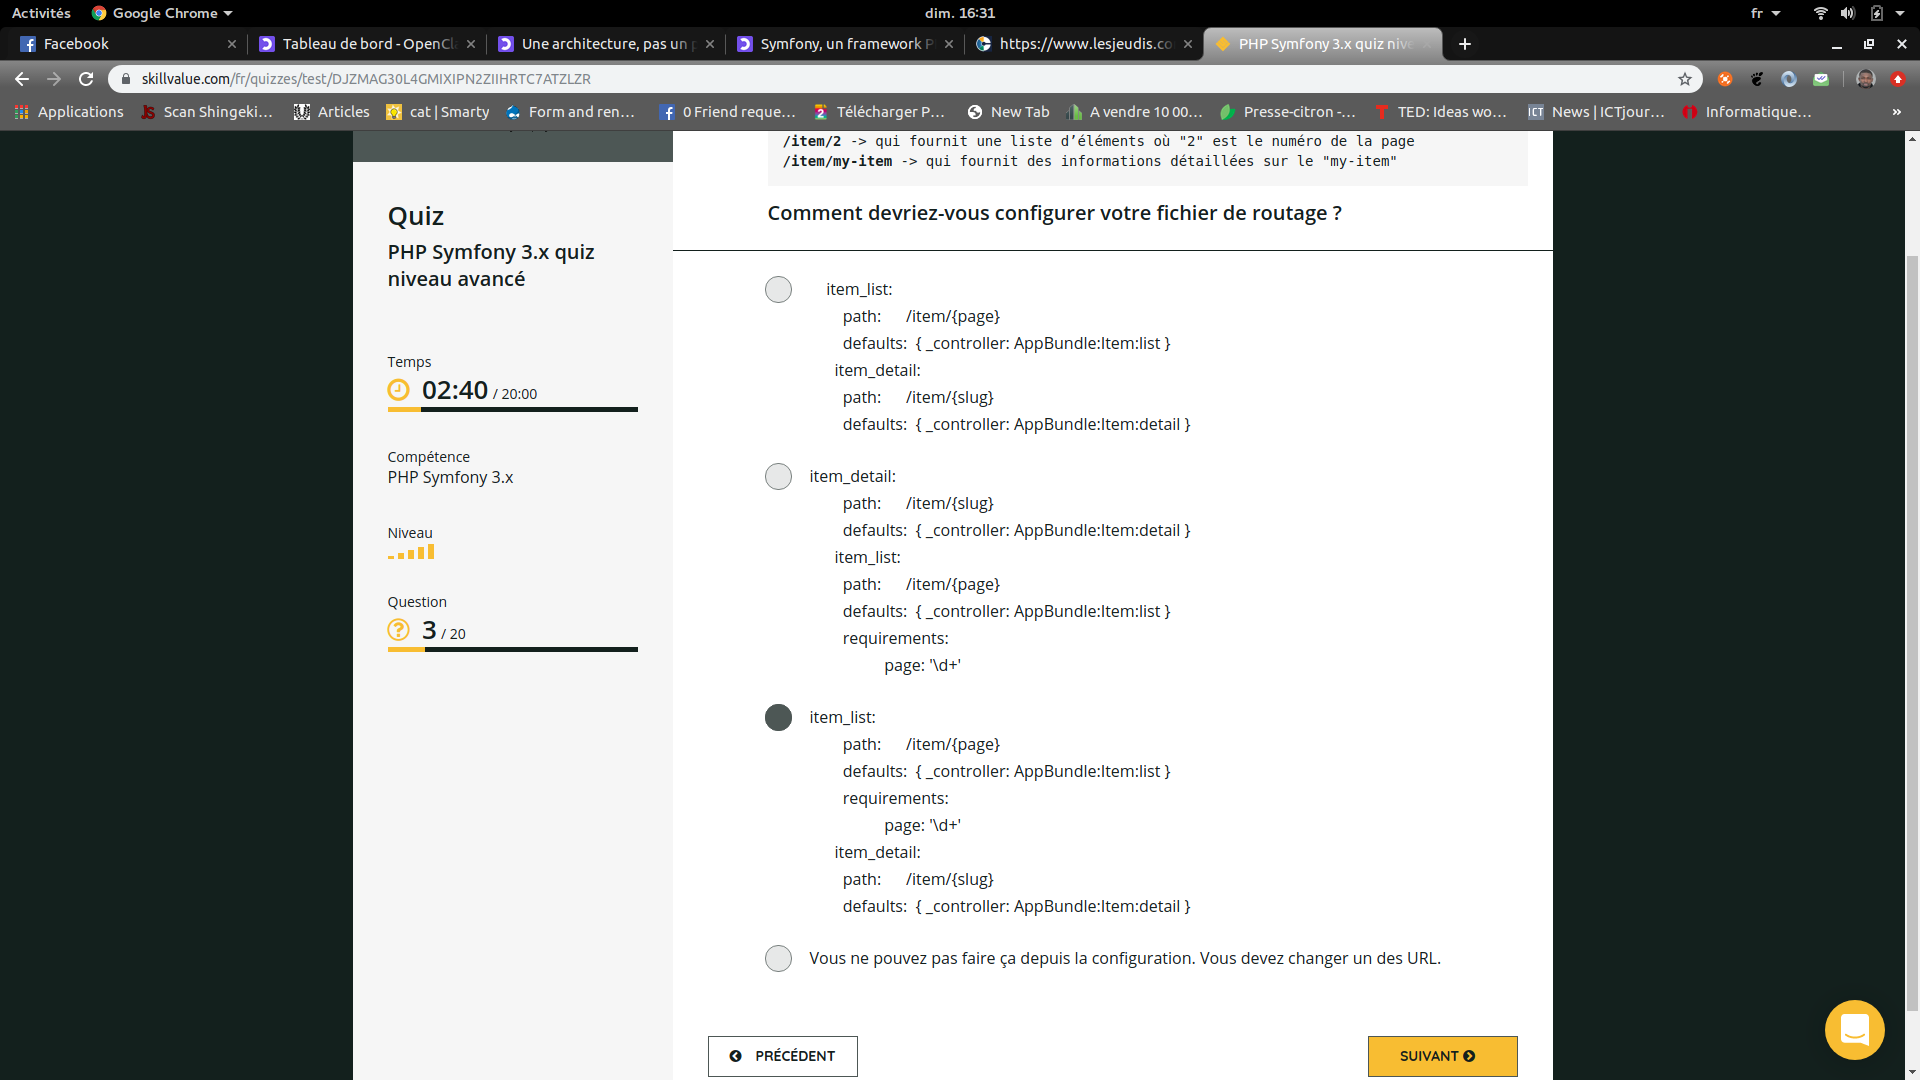 Activités
Google Chrome
dim. 16:31
fr
Facebook
Tableau de bord - OpenCl
Une architecture, pas un p
Symfony, un framework P
https://www.lesjeudis.co
PHP Symfony 3.x quiz nive
skillvalue.com/fr/quizzes/test/DJZMAG30L4GMIXIPN2ZIIHRTC7ATZLZR
Applications
Scan Shingeki...
Articles
cat | Smarty
Form and ren...
0 Friend reque...
Télécharger P...
New Tab
A vendre 10 00...
Presse-citron -...
TED: Ideas wo...
ICT
News | ICTjour...
Informatique...
»
/item/2 -> qui fournit une liste d’éléments où "2" est le numéro de la page
/item/my-item -> qui fournit des informations détaillées sur le "my-item"
Comment devriez-vous configurer votre fichier de routage ?
Quiz
PHP Symfony 3.x quiz
niveau avancé
Temps
02:40 / 20:00
Compétence
PHP Symfony 3.x
Niveau
Question
3 / 20
item_list:
path: /item/{page}
defaults: { _controller: AppBundle:Item:list }
item_detail:
path: /item/{slug}
defaults: { _controller: AppBundle:Item:detail }
item_detail:
path: /item/{slug}
defaults: { _controller: AppBundle:Item:detail }
item_list:
path: /item/{page}
defaults: { _controller: AppBundle:Item:list }
requirements:
page: '\d+'
item_list:
path: /item/{page}
defaults: { _controller: AppBundle:Item:list }
requirements:
page: '\d+'
item_detail:
path: /item/{slug}
defaults: { _controller: AppBundle:Item:detail }
Vous ne pouvez pas faire ça depuis la configuration. Vous devez changer un des URL.
PRÉCÉDENT
SUIVANT